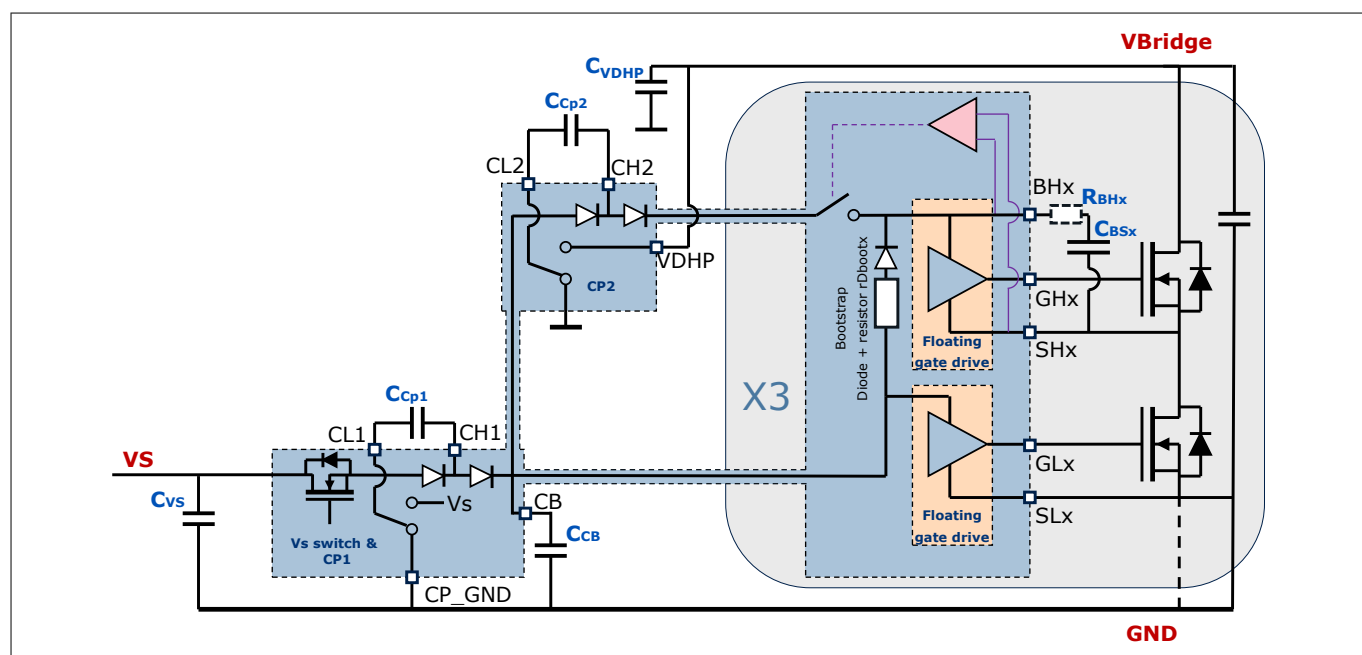 VBridge
CVDHP
CCp2
CL2
CH2
BHx
RBHx
CBSx
VDHP
CP2
GHx
Bootstrap
Diode + resistor rDbootx
Floating
gate drive
SHx
X3
CCp1
CL1
CH1
VS
GLx
CVS
Vs
CB
SLx
Vs switch &
CP1
CCB
Floating
gate drive
CP_GND
GND